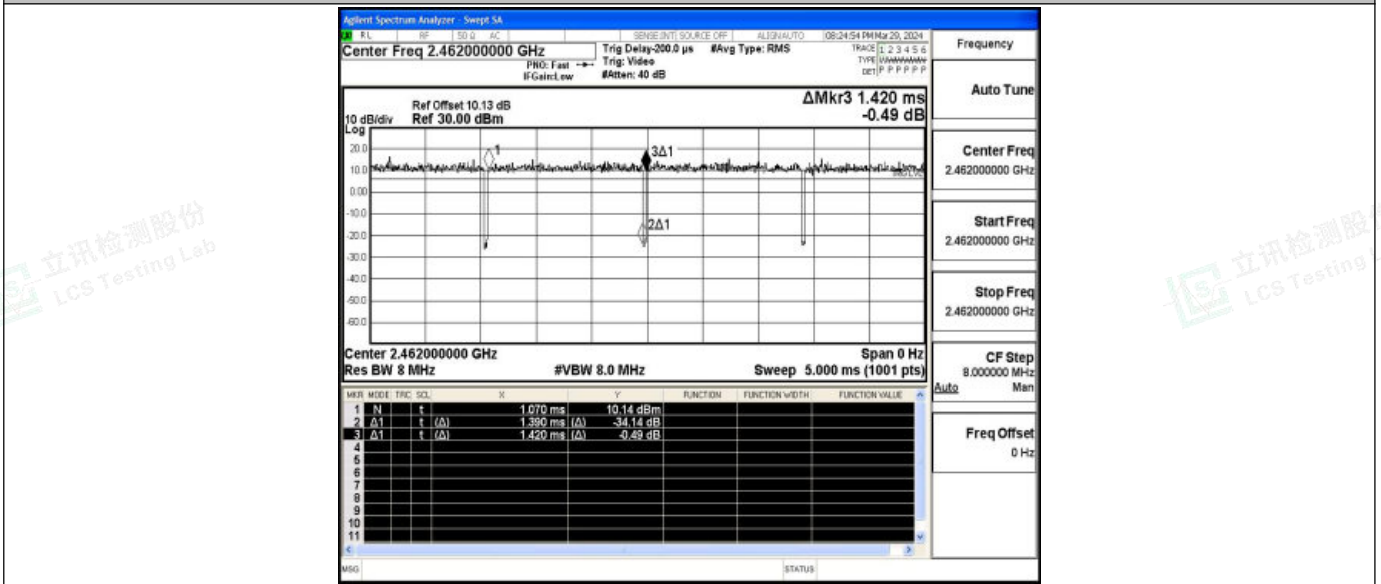 Agilent Spectrum Analyzer - Swept SA
RL RF 50 Ω AC SENSE:INT SOURCE OFF ALIGNAUTO 08:24:54 PM Mar 29, 2024
Center Freq 2.462000000 GHz
PNO: Fast
IFGain:Low
Trig Delay-200.0 µs #Avg Type: RMS
Trig: Video
#Atten: 40 dB
TRACE 1 2 3 4 5 6
TYPE
DET P P P P P P
Frequency
Auto Tune
Center Freq
2.462000000 GHz
Start Freq
2.462000000 GHz
Stop Freq
2.462000000 GHz
CF Step
8.000000 MHz
Auto Man
Freq Offset
0 Hz
ΔMkr3 1.420 ms
-0.49 dB
Ref Offset 10.13 dB
10 dB/div Ref 30.00 dBm
Log
20.0
10.0
0.00
-10.0
-20.0
-30.0
-40.0
-50.0
-60.0
1
3Δ1
2Δ1
Center 2.462000000 GHz Span 0 Hz
Res BW 8 MHz #VBW 8.0 MHz Sweep 5.000 ms (1001 pts)
MKR MODE TRC SCL X Y FUNCTION FUNCTION WIDTH FUNCTION VALUE
1 N t 1.070 ms 10.14 dBm
2 Δ1 t (Δ) 1.390 ms (Δ) -34.14 dB
3 Δ1 t (Δ) 1.420 ms (Δ) -0.49 dB
4
5
6
7
8
9
10
11
MSG STATUS
立讯检测股份
LCS Testing Lab
立讯检测股
LCS Testing